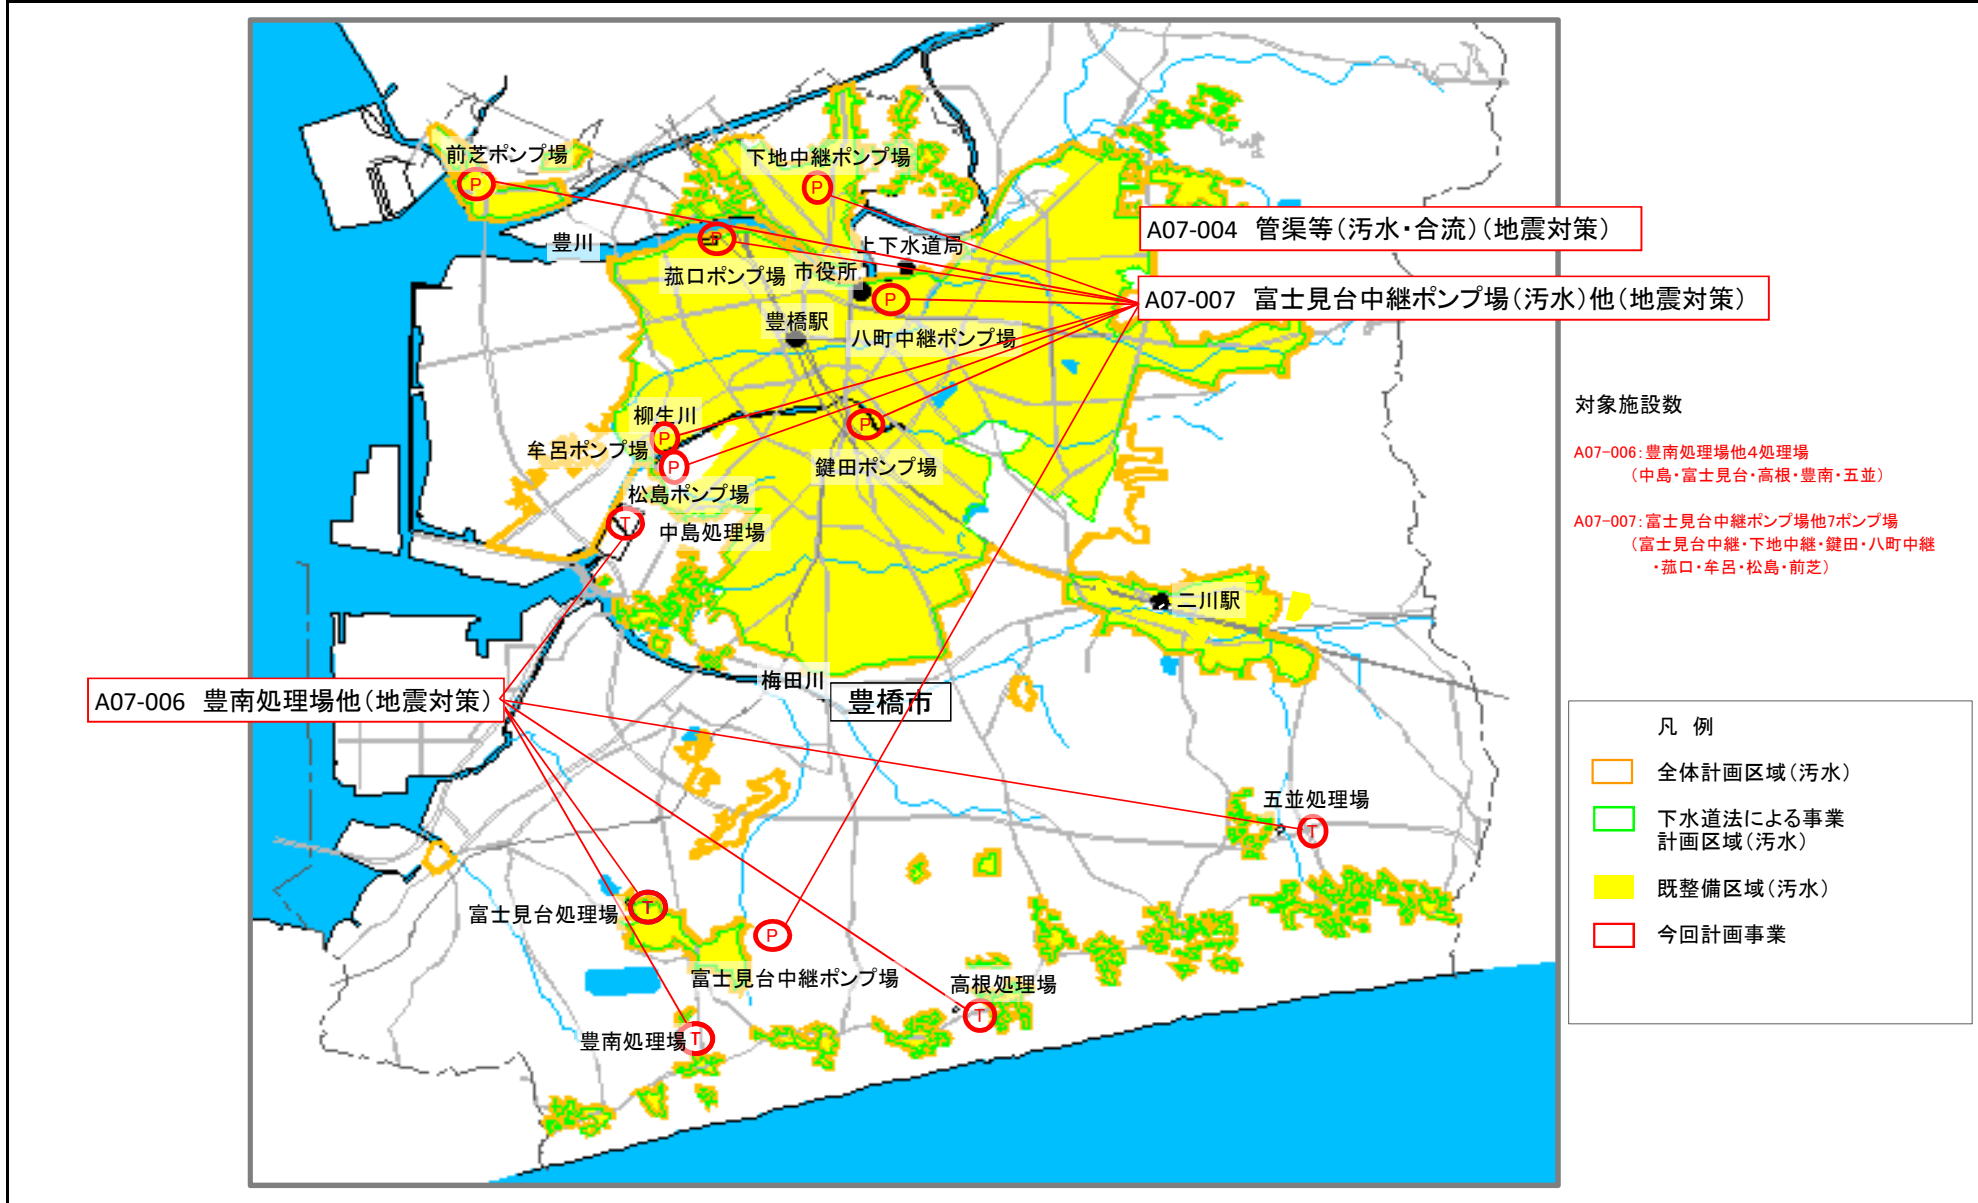 前芝ポンプ場
P
下地中継ポンプ場
P
豊川
P
菰口ポンプ場
上下水道局
市役所
P
八町中継ポンプ場
豊橋駅
A07-004 管渠等(汚水・合流)(地震対策)
A07-007 富士見台中継ポンプ場(汚水)他(地震対策)
柳生川
P
牟呂ポンプ場
P
松島ポンプ場
P
鍵田ポンプ場
T
中島処理場
二川駅
梅田川
豊橋市
A07-006 豊南処理場他(地震対策)
五並処理場
T
富士見台処理場
T
P
富士見台中継ポンプ場
高根処理場
T
豊南処理場
T
対象施設数
A07-006:豊南処理場他4処理場
(中島・富士見台・高根・豊南・五並)
A07-007:富士見台中継ポンプ場他7ポンプ場
(富士見台中継・下地中継・鍵田・八町中継
・菰口・牟呂・松島・前芝)
凡 例
全体計画区域(汚水)
下水道法による事業
計画区域(汚水)
既整備区域(汚水)
今回計画事業